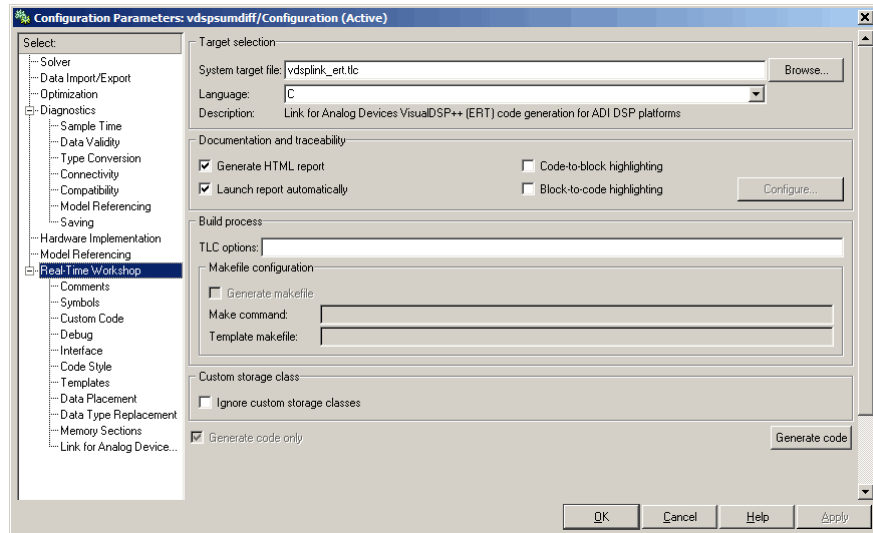 Configuration Parameters: vdspsumdiff/Configuration (Active)
Select:
Solver
Data Import/Export
Optimization
Diagnostics
Sample Time
Data Validity
Type Conversion
Connectivity
Compatibility
Model Referencing
Saving
Hardware Implementation
Model Referencing
Real-Time Workshop
Comments
Symbols
Custom Code
Debug
Interface
Code Style
Templates
Data Placement
Data Type Replacement
Memory Sections
Link for Analog Device...
Target selection
System target file: vdsplink_ert.tlc Browse...
Language: C
Description: Link for Analog Devices VisualDSP++ (ERT) code generation for ADI DSP platforms
Documentation and traceability
Generate HTML report Code-to-block highlighting
Launch report automatically Block-to-code highlighting Configure...
Build process
TLC options:
Makefile configuration
Generate makefile
Make command:
Template makefile:
Custom storage class
Ignore custom storage classes
Generate code only Generate code
OK Cancel Help Apply